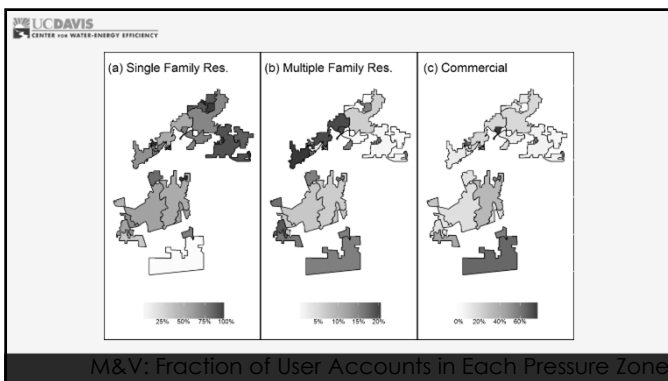 UCDAVIS
CENTER FOR WATER-ENERGY EFFICIENCY
(a) Single Family Res.
(b) Multiple Family Res.
(c) Commercial
25% 50% 75% 100%
5% 10% 15% 20%
0% 20% 40% 60%
M&V: Fraction of User Accounts in Each Pressure Zone